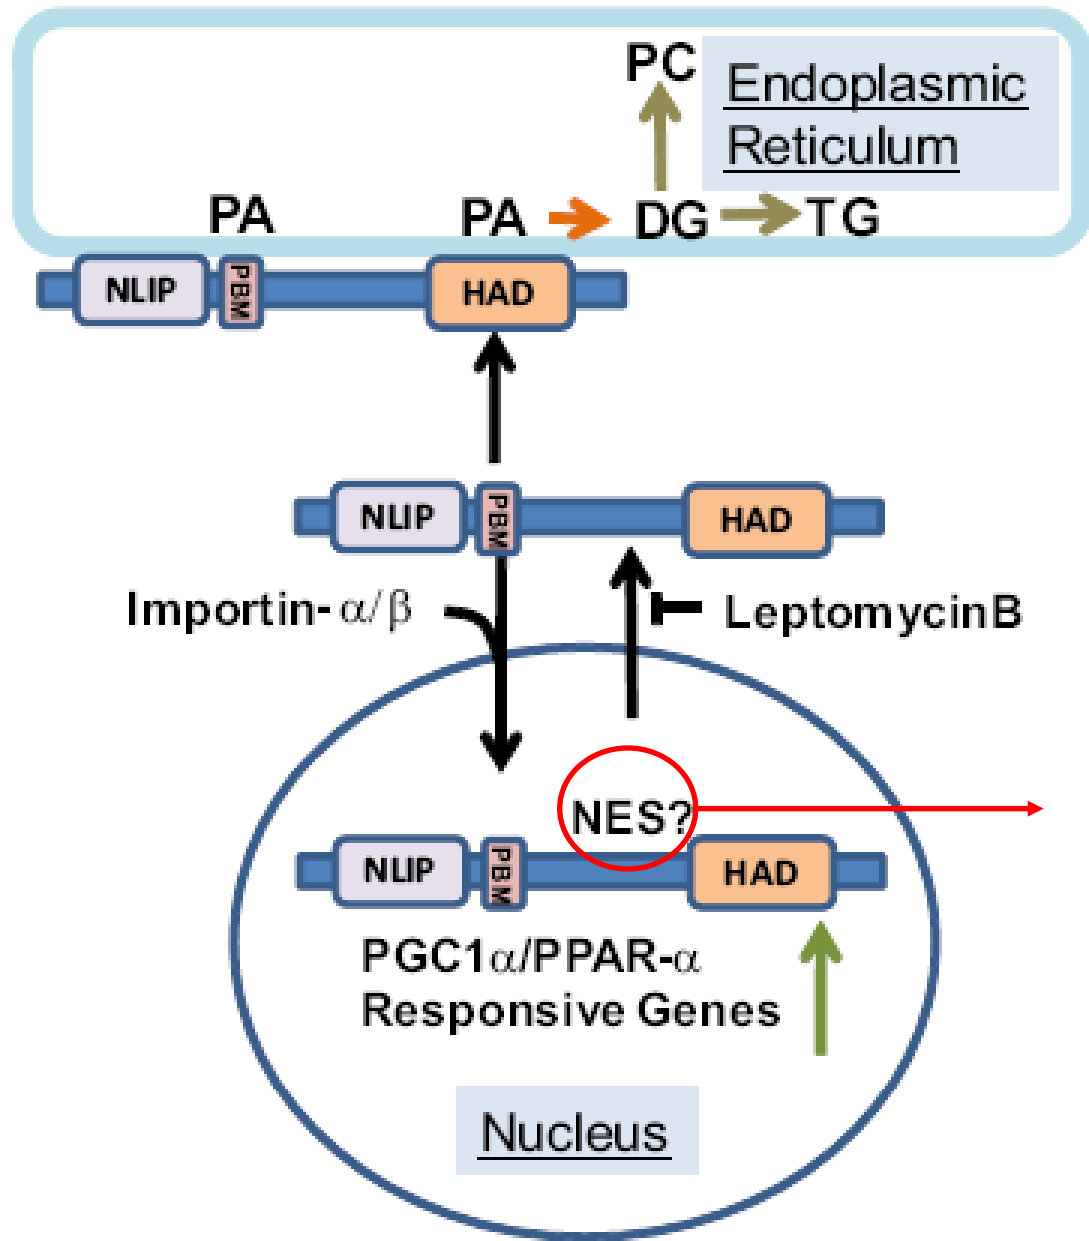 PC
Endoplasmic
Reticulum
PA
PA
DG
TG
NLIP
PBM
HAD
NLIP
PBM
HAD
Importin-α/β
LeptomycinB
NES?
NLIP
PBM
HAD
PGC1α/PPAR-α
Responsive Genes
Nucleus